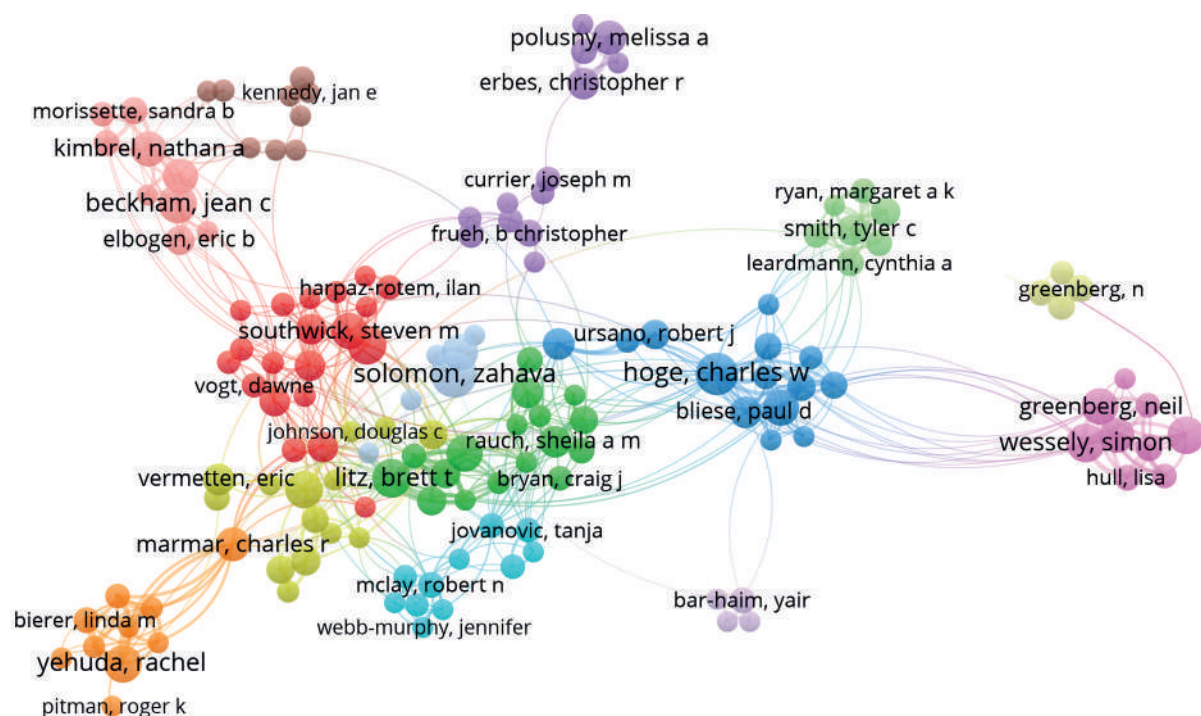 polusny, melissa a
erbes, christopher r
kennedy, jan e
morissette, sandra b
kimbrel, nathan a
beckham, jean c
elbogen, eric b
currier, joseph m
frueh, b christopher
ryan, margaret a k
smith, tyler c
leardmann, cynthia a
greenberg, n
harpaz-rotem, ilan
southwick, steven m
ursano, robert j
solomon, zahava
hoge, charles w
vogt, dawne
bliese, paul d
greenberg, neil
wessely, simon
hull, lisa
johnson, douglas c
rauch, sheila a m
vermetten, eric
litz, brett t
bryan, craig j
marmar, charles r
jovanovic, tanja
mclay, robert n
webb-murphy, jennifer
bar-haim, yair
bierer, linda m
yehuda, rachel
pitman, roger k